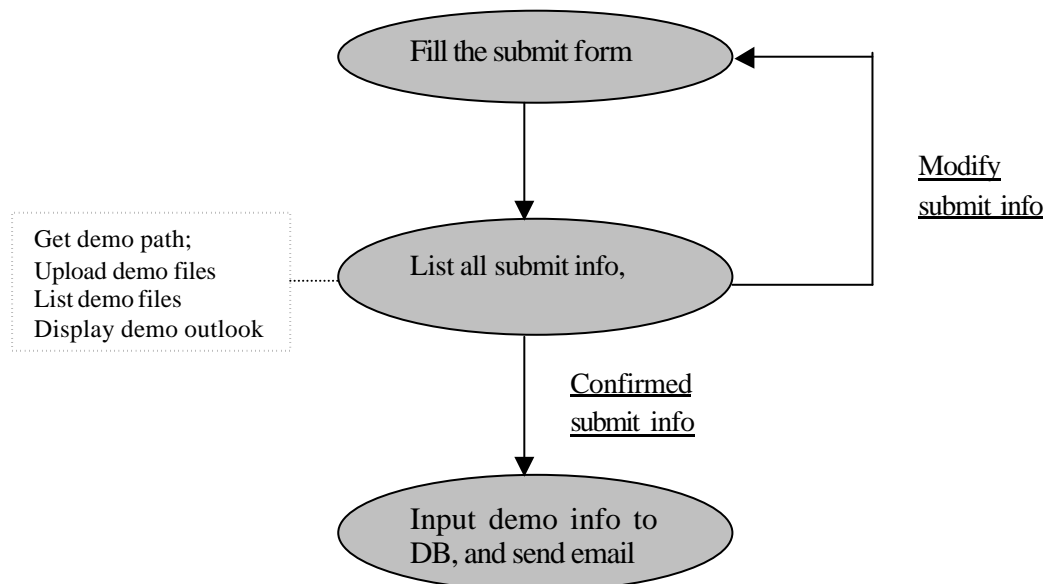 Fill the submit form
Modify
submit info
Get demo path;
Upload demo files
List demo files
Display demo outlook
List all submit info,
Confirmed
submit info
Input demo info to
DB, and send email